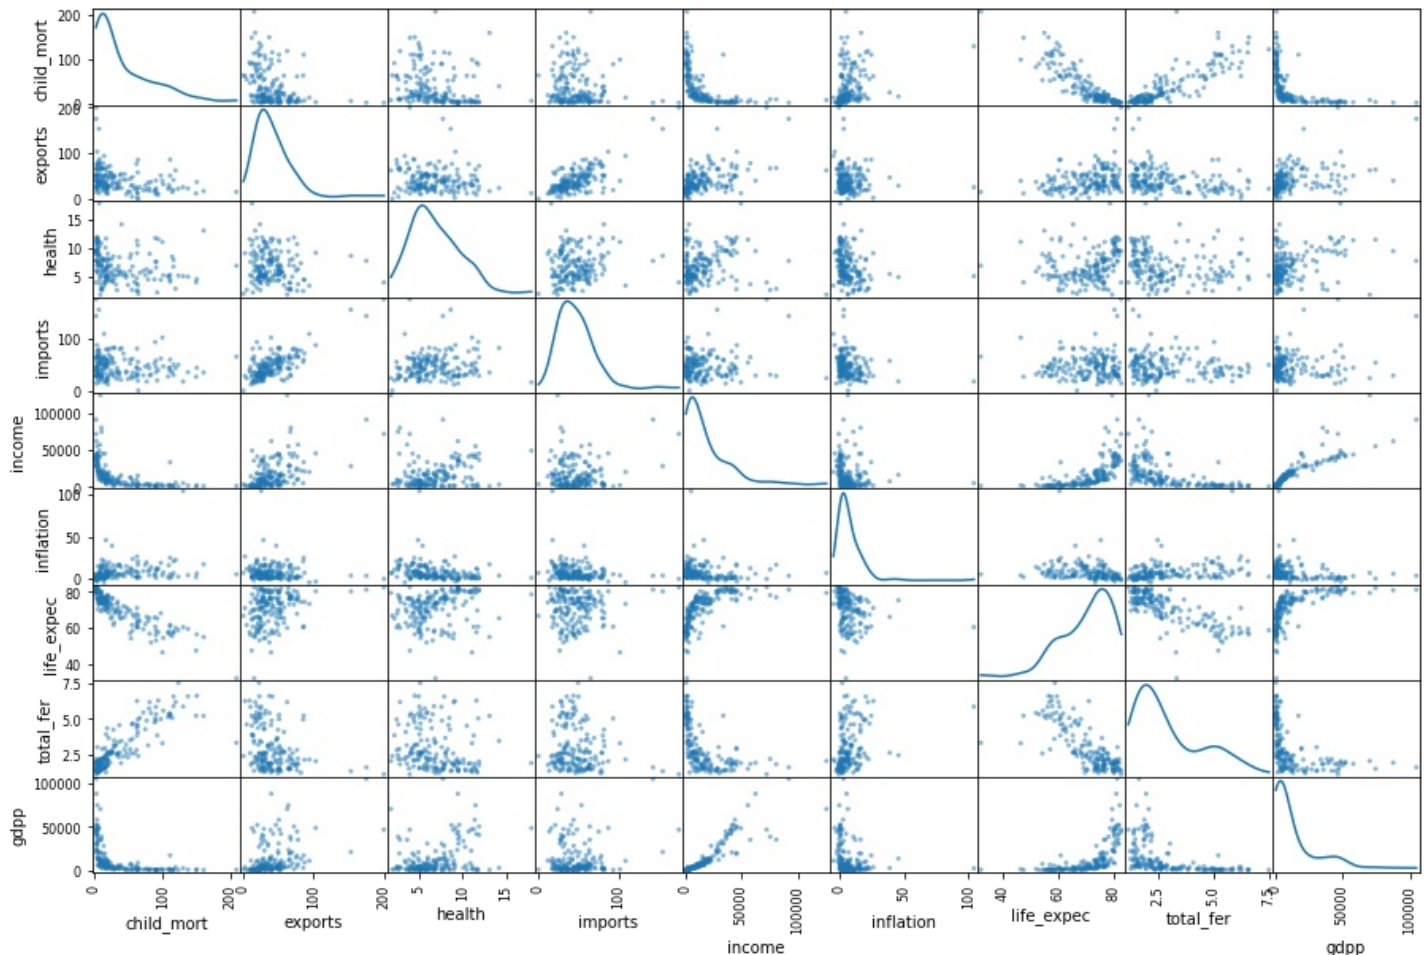 child_mort
200
100
0
exports
200
100
0
health
15
10
5
imports
100
0
income
100000
50000
0
inflation
100
50
0
life_expec
80
60
40
total_fer
7.5
5.0
2.5
gdpp
100000
50000
0
0 100 200 0 100 200 5 10 15 0 100 0 50000 100000 0 50 100 40 60 80 2.5 5.0 7.5 0 50000 100000
child_mort exports health imports income inflation life_expec total_fer gdpp